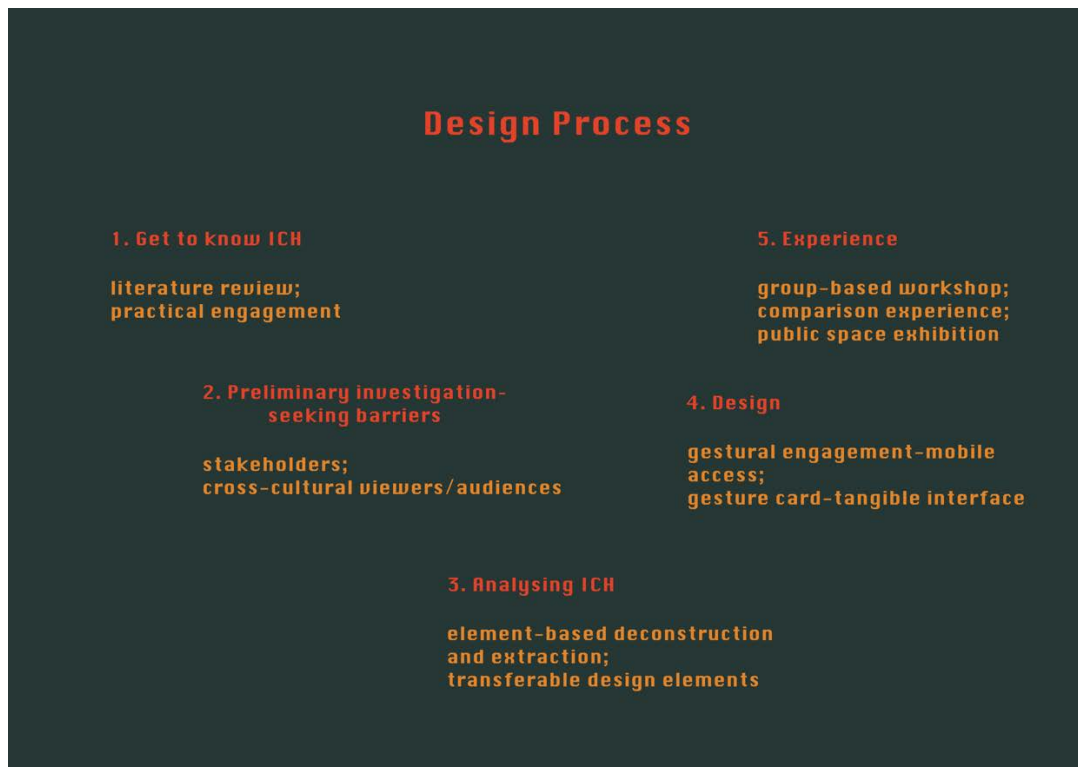 Design Process
1. Get to know ICH
literature review;
practical engagement
2. Preliminary investigation-
seeking barriers
stakeholders;
cross-cultural viewers/audiences
3. Analysing ICH
element-based deconstruction
and extraction;
transferable design elements
4. Design
gestural engagement-mobile
access;
gesture card-tangible interface
5. Experience
group-based workshop;
comparison experience;
public space exhibition